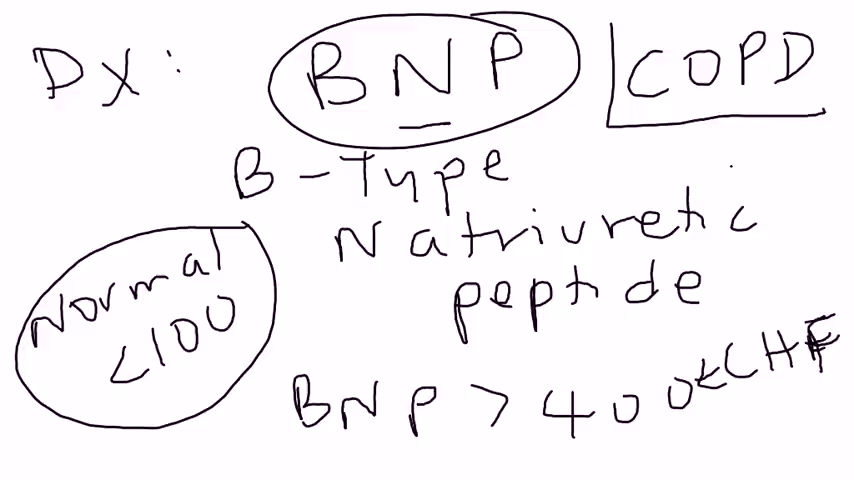 DX: BNP COPD
B-Type
Natriuretic
peptide
Normal
<100
BNP > 400 ← CHF